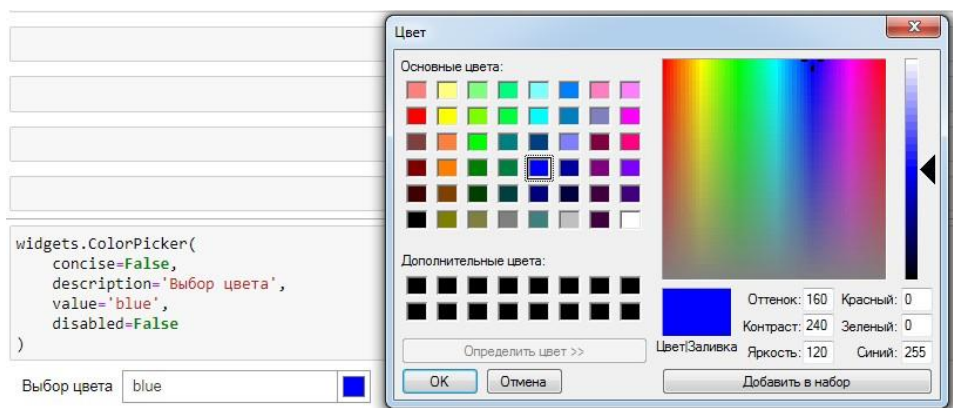 Цвет
Основные цвета:
Дополнительные цвета:
Определить цвет >>
OK
Отмена
Цвет|Заливка
Оттенок: 160
Контраст: 240
Яркость: 120
Красный: 0
Зеленый: 0
Синий: 255
Добавить в набор
widgets.ColorPicker(
    concise=False,
    description='Выбор цвета',
    value='blue',
    disabled=False
)
Выбор цвета blue